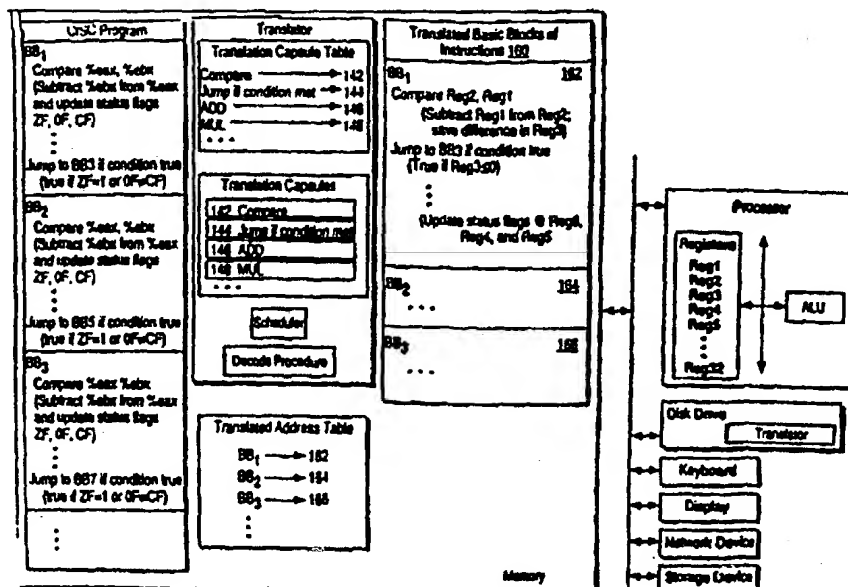 CISC Program
BB1
Compare %eax, %ebx
(Subtract %ebx from %eax
and update status flags
ZF, OF, CF)
Jump to BB3 if condition true
(true if ZF=1 or OF≠CF)
BB2
Compare %eax, %ebx
(Subtract %ebx from %eax
and update status flags
ZF, OF, CF)
Jump to BB5 if condition true
(true if ZF=1 or OF≠CF)
BB3
Compare %eax %ebx
(Subtract %ebx from %eax
and update status flags
ZF, OF, CF)
Jump to BB7 if condition true
(true if ZF=1 or OF≠CF)
Translator
Translation Capsule Table
Compare 142
Jump if condition met 144
ADD 146
MUL 148
Translation Capsules
142 Compare
144 Jump if condition met
146 ADD
148 MUL
Scheduler
Decode Procedure
Translated Address Table
BB1 162
BB2 164
BB3 166
Translated Basic Blocks of
Instructions 160
BB1 162
Compare Reg2, Reg1
(Subtract Reg1 from Reg2;
save difference in Reg3)
Jump to BB3 if condition true
(True if Reg3≤0)
(Update status flags @
Reg4, and Reg5
BB2 164
BB3 166
Memory
Processor
Registers
Reg1
Reg2
Reg3
Reg4
Reg5
Reg32
ALU
Disk Drive
Translator
Keyboard
Display
Network Device
Storage Device